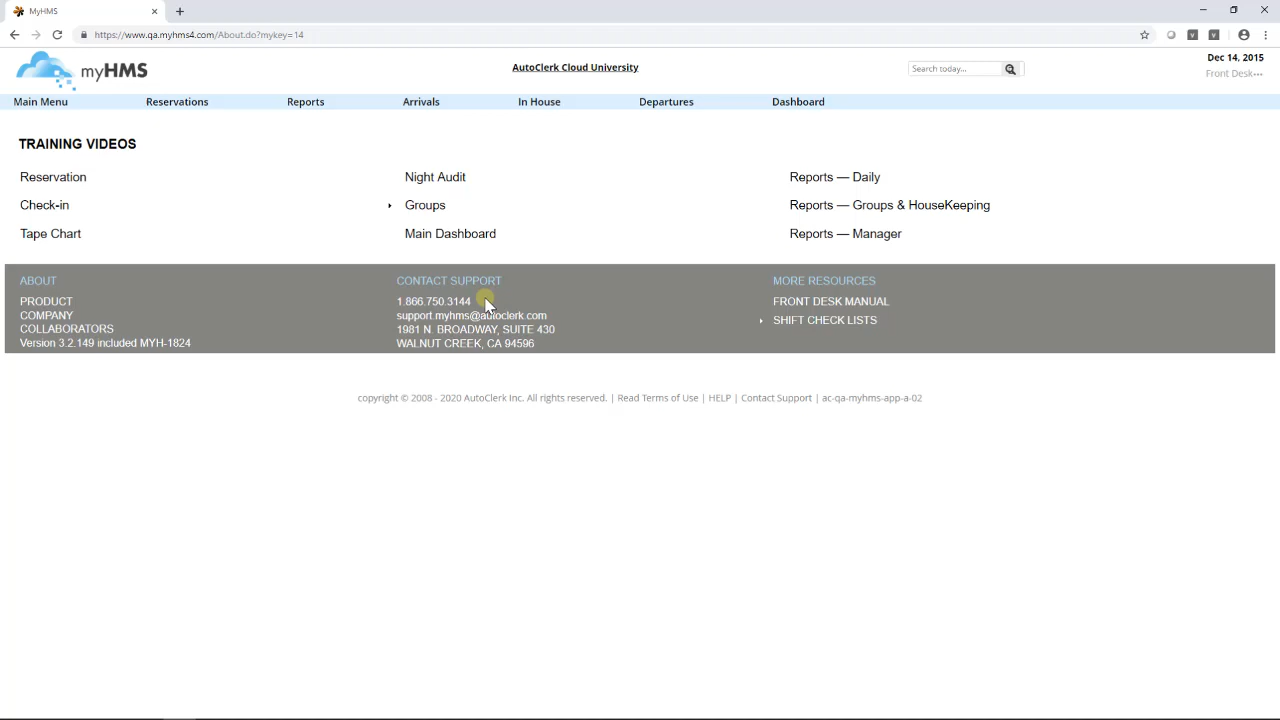 MyHMS
https://www.qa.myhms4.com/About.do?mykey=14
myHMS
AutoClerk Cloud University
Search today...
Dec 14, 2015
Front Desk•••
Main Menu Reservations Reports Arrivals In House Departures Dashboard
TRAINING VIDEOS
Reservation Night Audit Reports — Daily
Check-in Groups Reports — Groups & HouseKeeping
Tape Chart Main Dashboard Reports — Manager
ABOUT
PRODUCT
COMPANY
COLLABORATORS
Version 3.2.149 included MYH-1824
CONTACT SUPPORT
1.866.750.3144
support.myhms@autoclerk.com
1981 N. BROADWAY, SUITE 430
WALNUT CREEK, CA 94596
MORE RESOURCES
FRONT DESK MANUAL
SHIFT CHECK LISTS
copyright © 2008 - 2020 AutoClerk Inc. All rights reserved. | Read Terms of Use | HELP | Contact Support | ac-qa-myhms-app-a-02